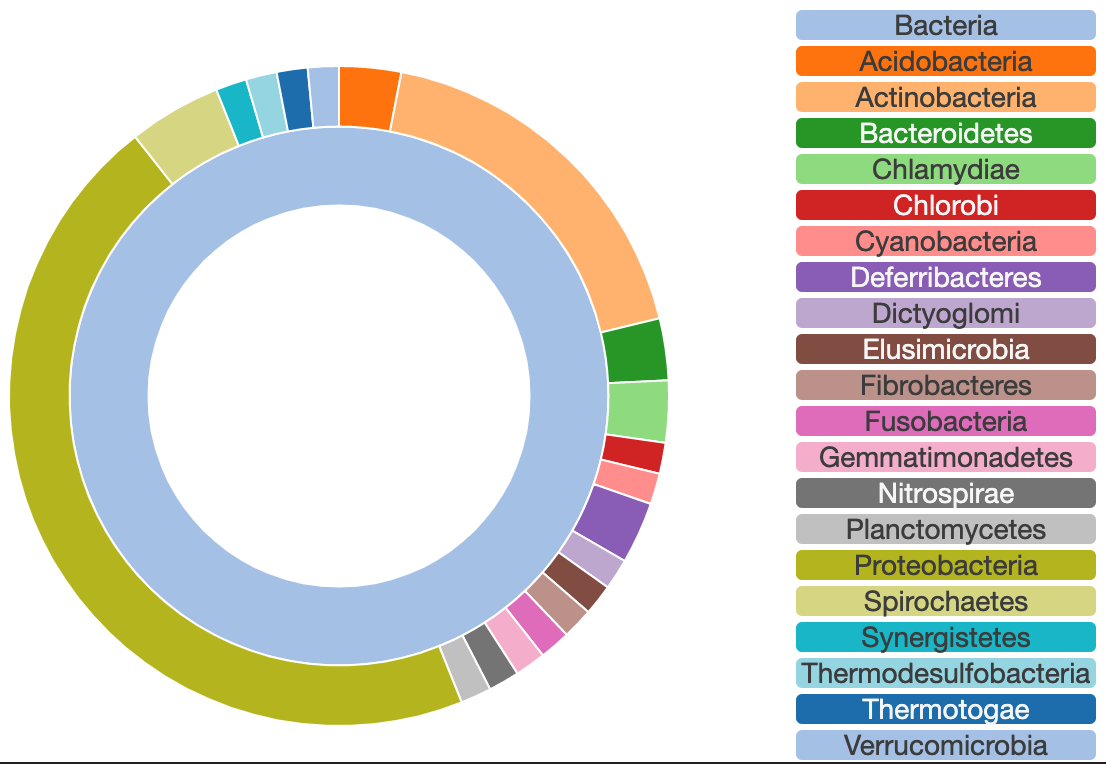 Bacteria
Acidobacteria
Actinobacteria
Bacteroidetes
Chlamydiae
Chlorobi
Cyanobacteria
Deferribacteres
Dictyoglomi
Elusimicrobia
Fibrobacteres
Fusobacteria
Gemmatimonadetes
Nitrospirae
Planctomycetes
Proteobacteria
Spirochaetes
Synergistetes
Thermodesulfobacteria
Thermotogae
Verrucomicrobia